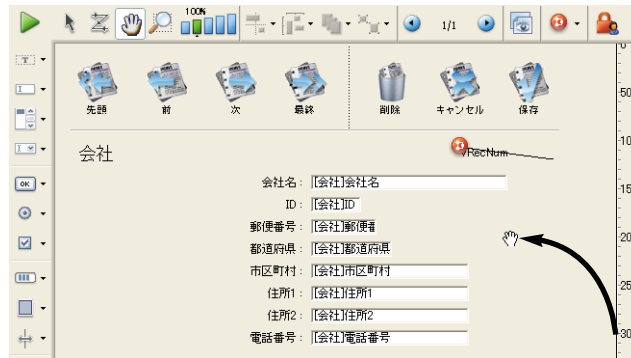 100%
1/1
先頭 前 次 最終 削除 キャンセル 保存
会社
VRecNum
会社名： [会社]会社名
ID： [会社]ID
郵便番号： [会社]郵便番
都道府県： [会社]都道府県
市区町村： [会社]市区町村
住所1： [会社]住所1
住所2： [会社]住所2
電話番号： [会社]電話番号
OK
0
50
100
150
200
250
300